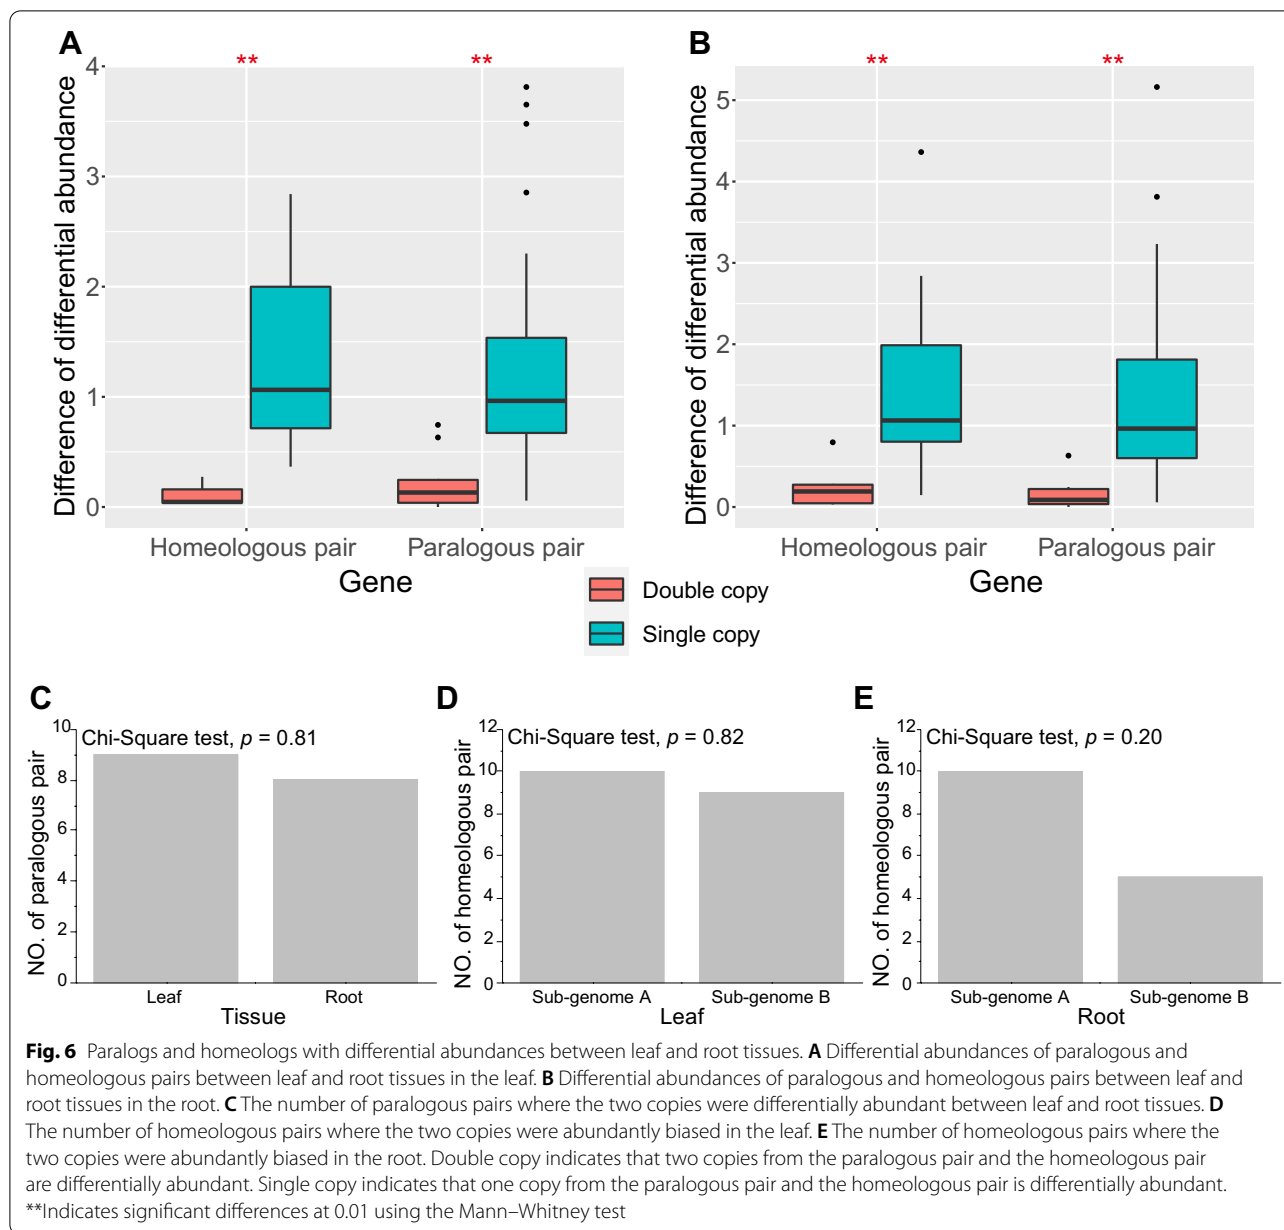 A
B
**
**
**
**
Difference of differential abundance
4
3
2
1
0
Homeologous pair
Paralogous pair
Gene
Difference of differential abundance
5
4
3
2
1
0
Homeologous pair
Paralogous pair
Gene
Double copy
Single copy
C
D
E
NO. of paralogous pair
10
8
6
4
2
0
Chi-Square test, p = 0.81
Leaf
Root
Tissue
NO. of homeologous pair
12
10
8
6
4
2
0
Chi-Square test, p = 0.82
Sub-genome A
Sub-genome B
Leaf
NO. of homeologous pair
12
10
8
6
4
2
0
Chi-Square test, p = 0.20
Sub-genome A
Sub-genome B
Root
Fig. 6 Paralogs and homeologs with differential abundances between leaf and root tissues. A Differential abundances of paralogous and
homeologous pairs between leaf and root tissues in the leaf. B Differential abundances of paralogous and homeologous pairs between leaf and
root tissues in the root. C The number of paralogous pairs where the two copies were differentially abundant between leaf and root tissues. D
The number of homeologous pairs where the two copies were abundantly biased in the leaf. E The number of homeologous pairs where the
two copies were abundantly biased in the root. Double copy indicates that two copies from the paralogous pair and the homeologous pair
are differentially abundant. Single copy indicates that one copy from the paralogous pair and the homeologous pair is differentially abundant.
**Indicates significant differences at 0.01 using the Mann–Whitney test